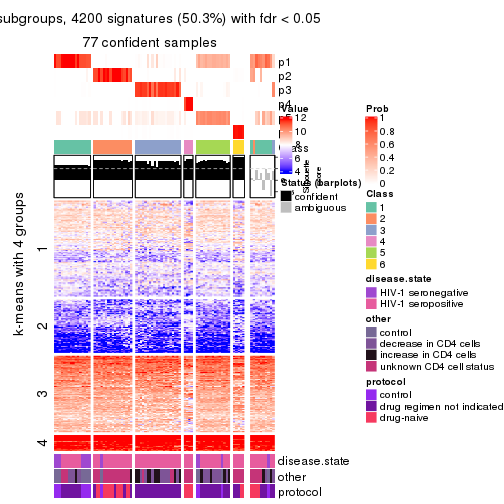 subgroups, 4200 signatures (50.3%) with fdr < 0.05
77 confident samples
p1
p2
p3
p4
Value
12
10
8
6
4
Status (barplots)
confident
ambiguous
Silhouette
score
k-means with 4 groups
1
2
3
4
disease.state
other
protocol
Prob
1
0.8
0.6
0.4
0.2
0
Class
1
2
3
4
5
6
disease.state
HIV-1 seronegative
HIV-1 seropositive
other
control
decrease in CD4 cells
increase in CD4 cells
unknown CD4 cell status
protocol
control
drug regimen not indicated
drug-naive